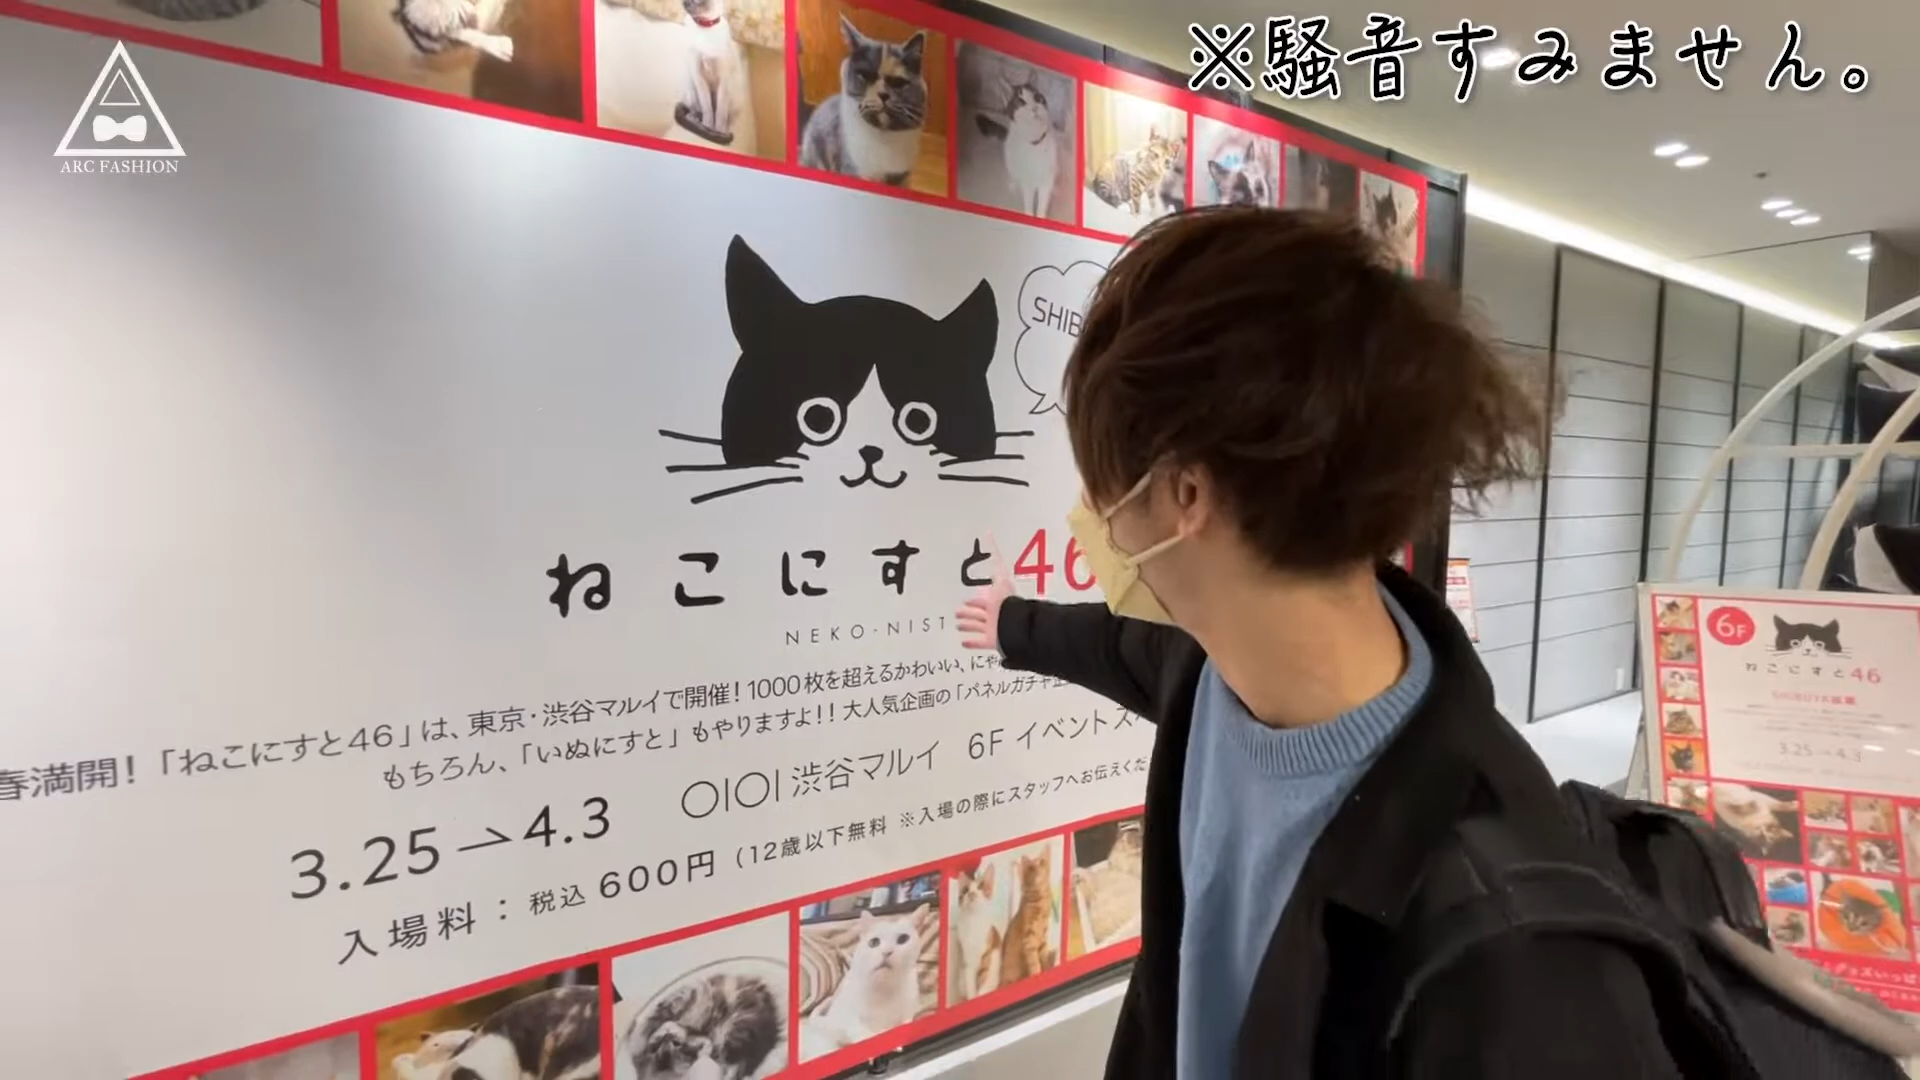 ※騒音すみません。
ARC FASHION
SHIB
ねこにすと46
NEKO-NIST
春満開！「ねこにすと46」は、東京・渋谷マルイで開催！1000枚を超えるかわいい、にゃ
もちろん、「いぬにすと」もやりますよ!！大人気企画の「パネルガチャ企
3.25→4.3 OIOI渋谷マルイ 6F イベントス
入場料：税込600円（12歳以下無料 ※入場の際にスタッフへお伝えくだ
6F
ねこにすと46
3.25→4.3